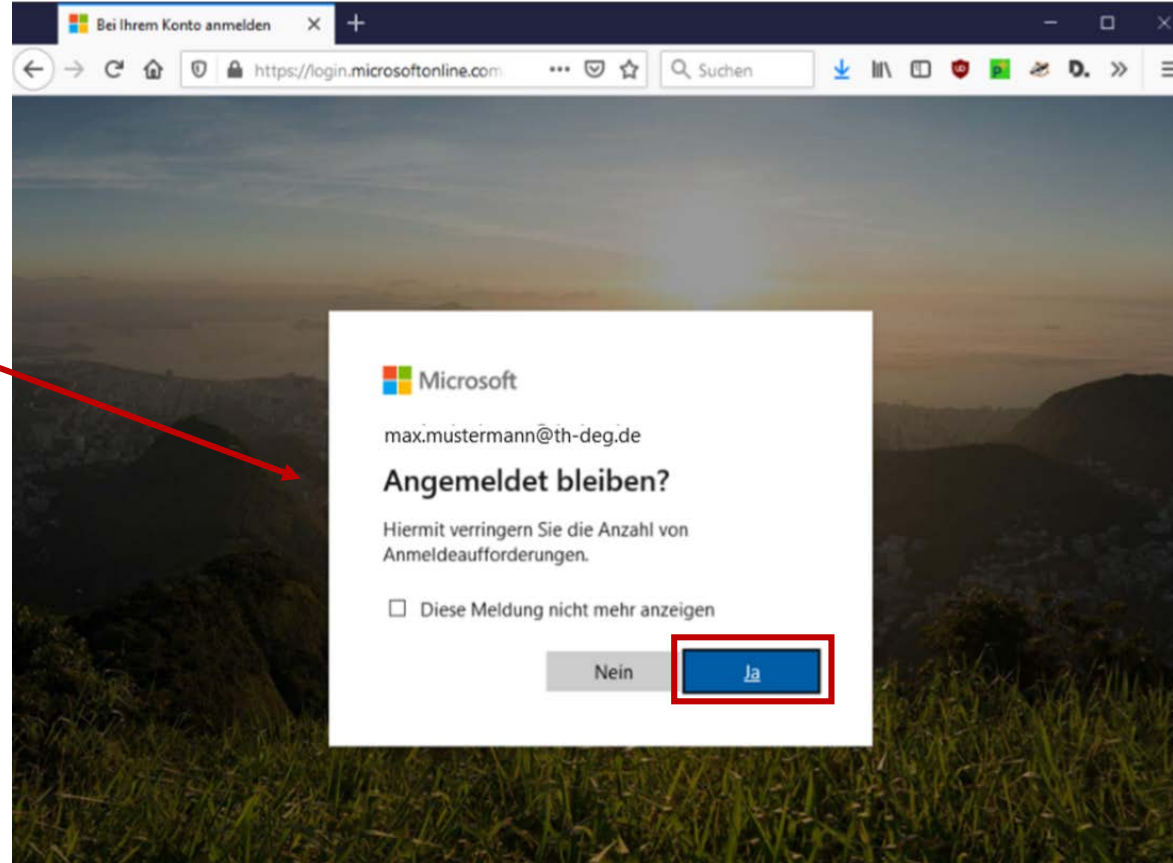 Bei Ihrem Konto anmelden
https://login.microsoftonline.com
Suchen
Microsoft
max.mustermann@th-deg.de
Angemeldet bleiben?
Hiermit verringern Sie die Anzahl von
Anmeldeaufforderungen.
Diese Meldung nicht mehr anzeigen
Nein
Ja